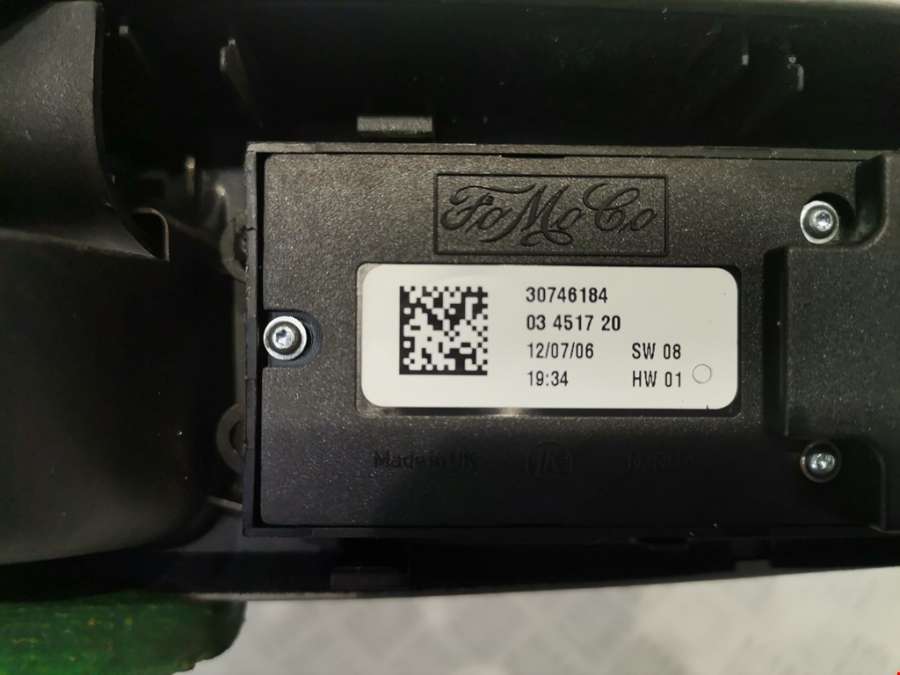 FoMoCo
30746184
03 4517 20
12/07/06 SW 08
19:34 HW 01
Made in UK